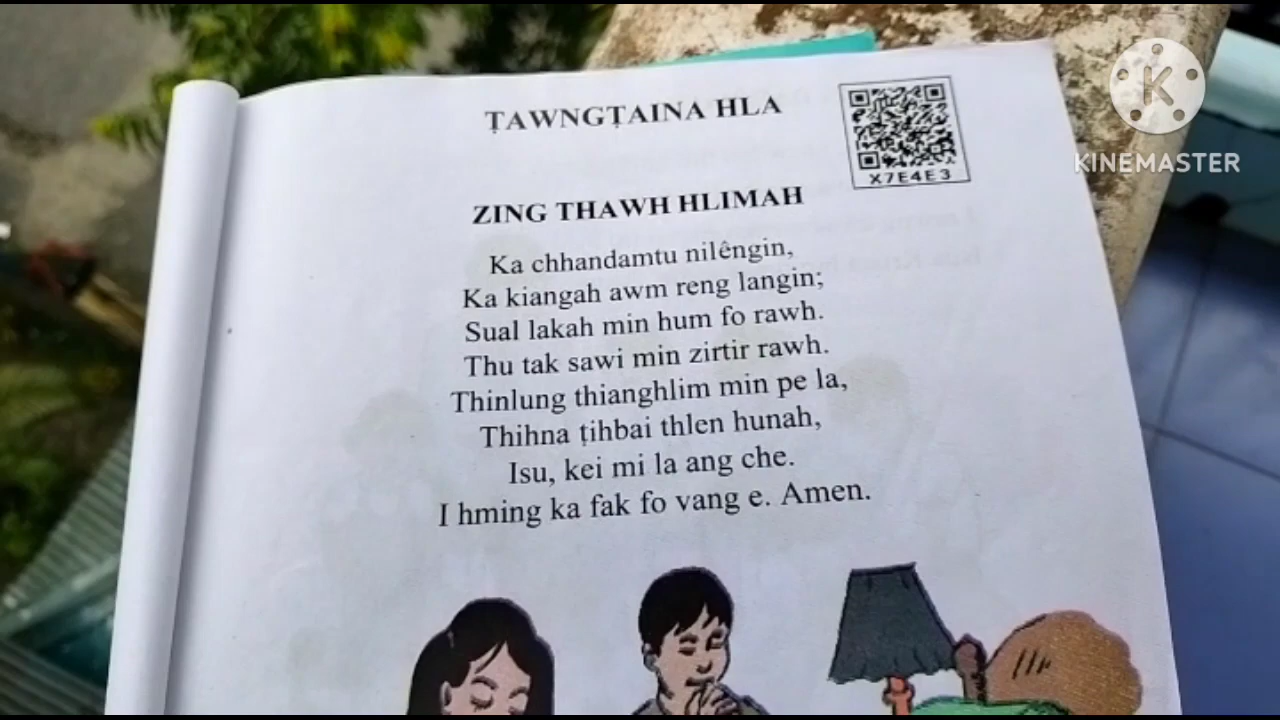 ṬAWNGṬAINA HLA
X7E4E3
K
KINEMASTER
ZING THAWH HLIMAH
Ka chhandamtu nilêngin,
Ka kiangah awm reng langin;
Sual lakah min hum fo rawh.
Thu tak sawi min zirtir rawh.
Thinlung thianghlim min pe la,
Thihna ṭihbai thlen hunah,
Isu, kei mi la ang che.
I hming ka fak fo vang e. Amen.